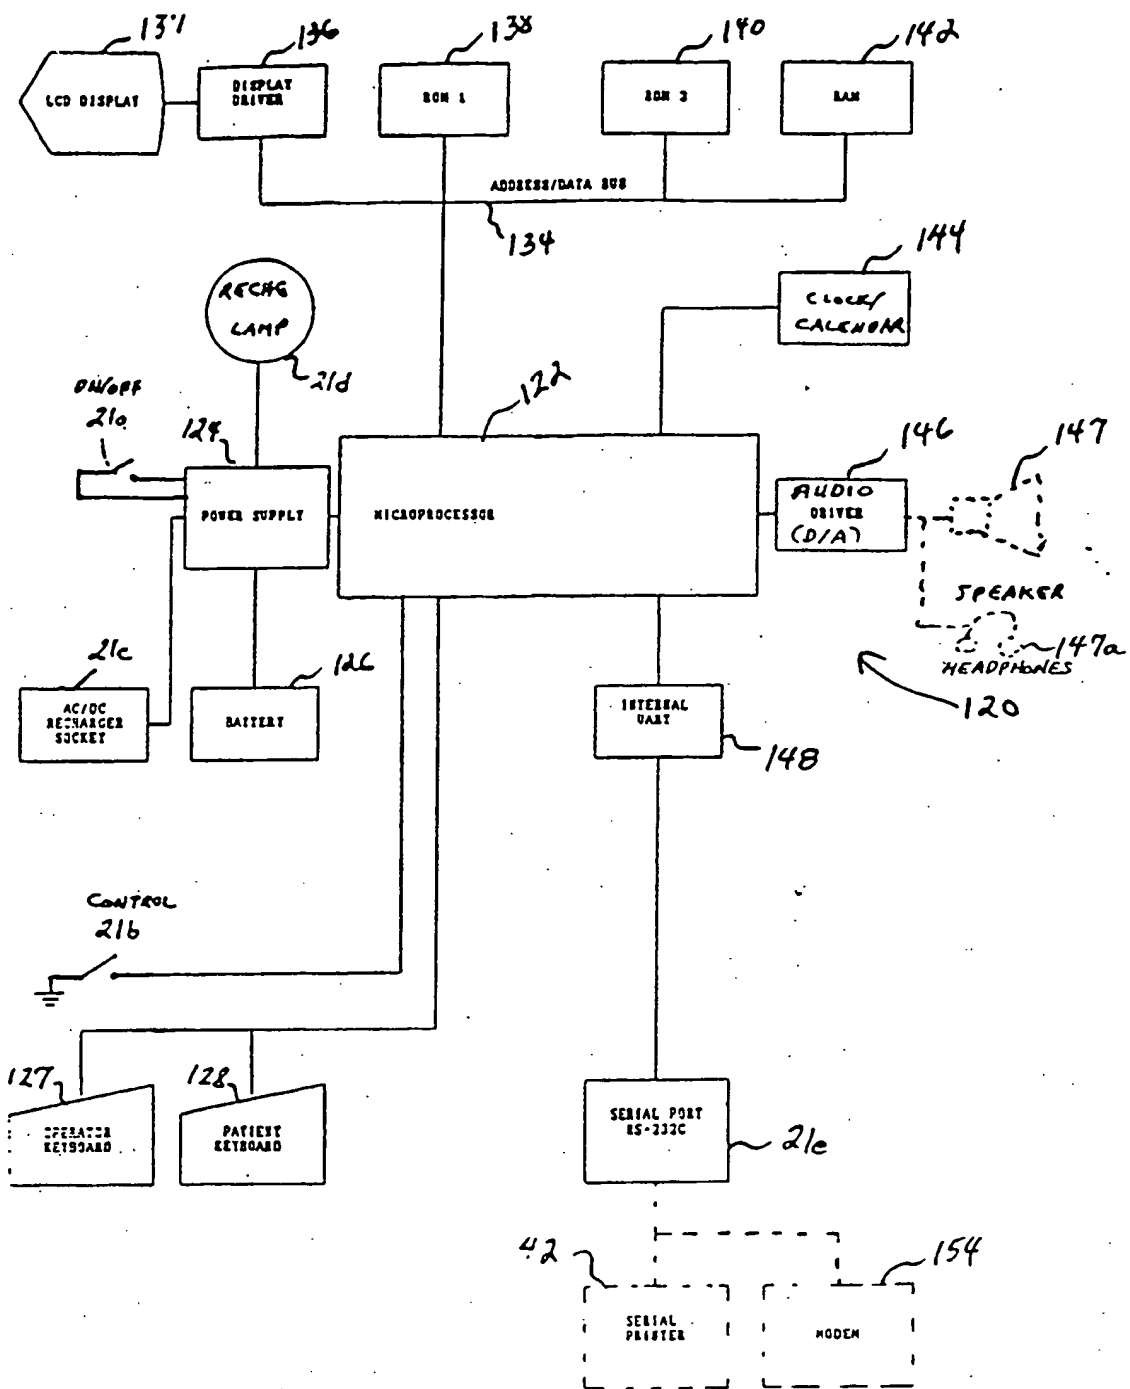 137
136
138
140
142
LCD DISPLAY
DISPLAY
DRIVER
ROM 1
ROM 2
RAM
ADDRESS/DATA BUS
134
144
CLOCK/
CALENDAR
RECHG
LAMP
21d
ON/OFF
21a
124
122
146
147
POWER SUPPLY
MICROPROCESSOR
AUDIO
DRIVER
(D/A)
SPEAKER
147a
HEADPHONES
120
21c
126
AC/DC
RECHARGER
SOCKET
BATTERY
INTERNAL
UART
148
CONTROL
21b
127
128
OPERATOR
KEYBOARD
PATIENT
KEYBOARD
SERIAL PORT
RS-232C
21e
42
154
SERIAL
PRINTER
MODEM